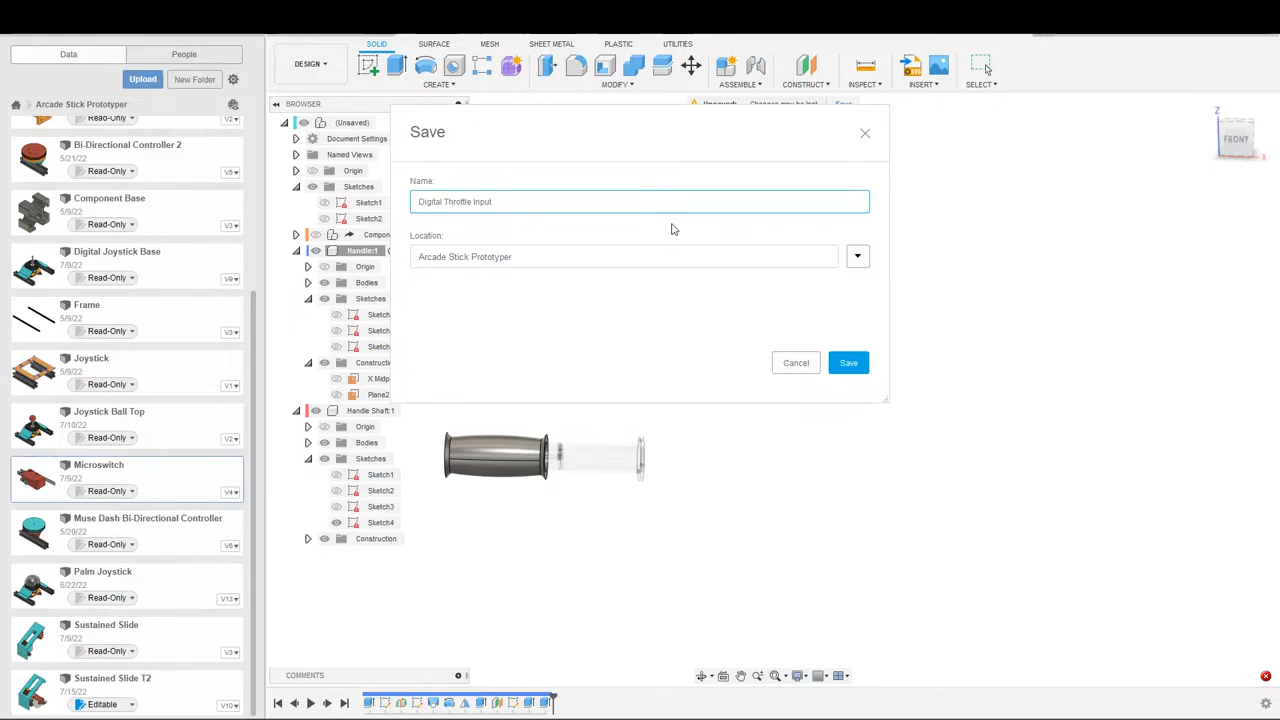 Data
People
SOLID
SURFACE
MESH
SHEET METAL
PLASTIC
UTILITIES
DESIGN
Upload
New Folder
CREATE
MODIFY
ASSEMBLE
CONSTRUCT
INSPECT
INSERT
SELECT
Arcade Stick Prototyper
BROWSER
Save
V2
(Unsaved)
Save
Z
FRONT
X
Bi-Directional Controller 2
5/21/22
Read-Only
V5
Document Settings
Named Views
Origin
Sketches
Sketch1
Sketch2
Name:
Digital Throttle Input
Location:
Arcade Stick Prototyper
Cancel
Save
Component Base
5/9/22
Read-Only
V3
Compon
Handle:1
Origin
Bodies
Sketches
Sketch
Sketch
Sketch
Constructi
X Midp
Plane2
Digital Joystick Base
7/9/22
Read-Only
V9
Frame
5/9/22
Read-Only
V3
Joystick
5/9/22
Read-Only
V1
Joystick Ball Top
7/10/22
Read-Only
V2
Handle Shaft:1
Origin
Bodies
Sketches
Sketch1
Sketch2
Sketch3
Sketch4
Construction
Microswitch
7/9/22
Read-Only
V4
Muse Dash Bi-Directional Controller
5/20/22
Read-Only
V6
Palm Joystick
6/22/22
Read-Only
V13
Sustained Slide
7/9/22
Read-Only
V3
Sustained Slide T2
7/15/22
Editable
V10
COMMENTS